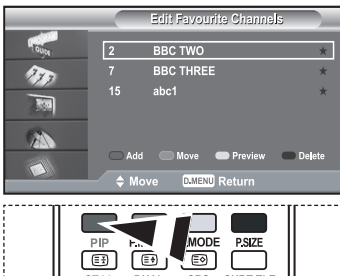 Edit Favourite Channels
GUIDE
2 BBC TWO ★
7 BBC THREE ★
15 abc1 ★
Add Move Preview Delete
Move D.MENU Return
PIP P.MODE P.SIZE